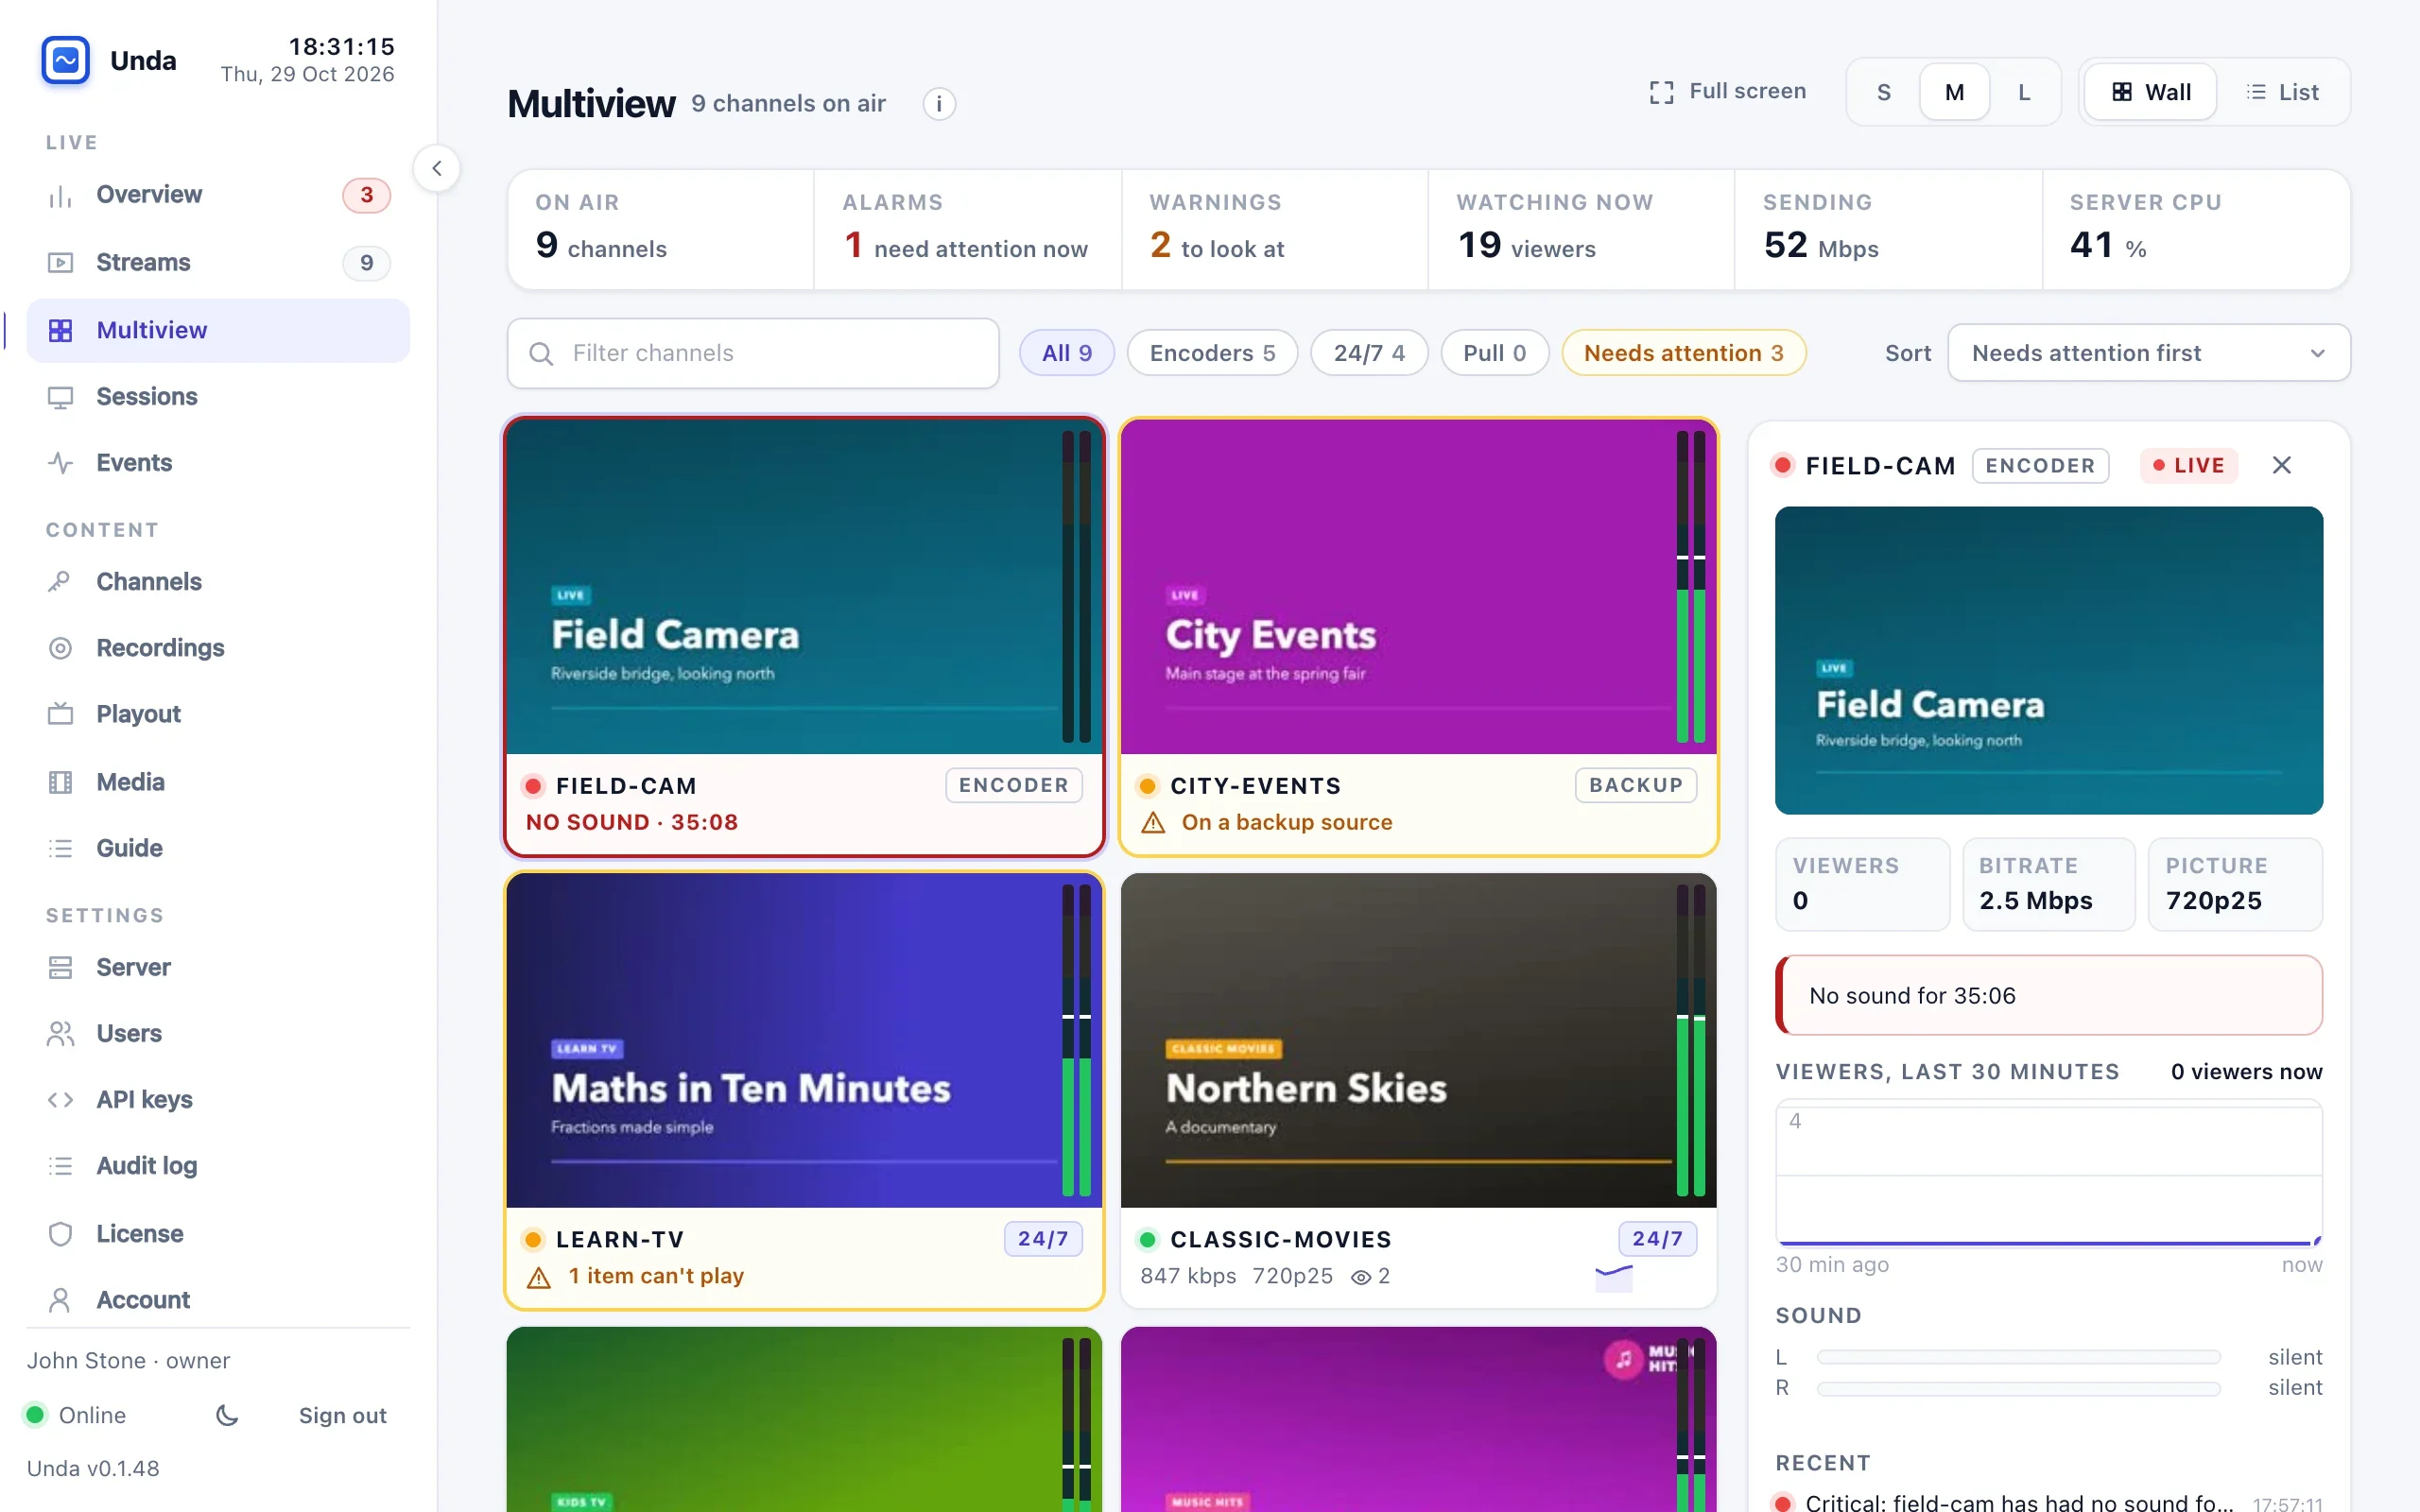 Unda
18:31:15
Thu, 29 Oct 2026
LIVE
Overview 3
Streams 9
Multiview
Sessions
Events
CONTENT
Channels
Recordings
Playout
Media
Guide
SETTINGS
Server
Users
API keys
Audit log
License
Account
John Stone · owner
Online Sign out
Unda v0.1.48
Multiview 9 channels on air
Full screen S M L Wall List
ON AIR
9 channels
ALARMS
1 need attention now
WARNINGS
2 to look at
WATCHING NOW
19 viewers
SENDING
52 Mbps
SERVER CPU
41 %
Filter channels
All 9 Encoders 5 24/7 4 Pull 0 Needs attention 3
Sort Needs attention first
LIVE
Field Camera
Riverside bridge, looking north
FIELD-CAM ENCODER
NO SOUND · 35:08
LIVE
City Events
Main stage at the spring fair
CITY-EVENTS BACKUP
On a backup source
LEARN TV
Maths in Ten Minutes
Fractions made simple
LEARN-TV 24/7
1 item can't play
CLASSIC MOVIES
Northern Skies
A documentary
CLASSIC-MOVIES 24/7
847 kbps 720p25 2
KIDS TV
MUSIC HITS
FIELD-CAM ENCODER LIVE
LIVE
Field Camera
Riverside bridge, looking north
VIEWERS
0
BITRATE
2.5 Mbps
PICTURE
720p25
No sound for 35:06
VIEWERS, LAST 30 MINUTES 0 viewers now
4
30 min ago now
SOUND
L silent
R silent
RECENT
Critical: field-cam has had no sound fo... 17:57:11